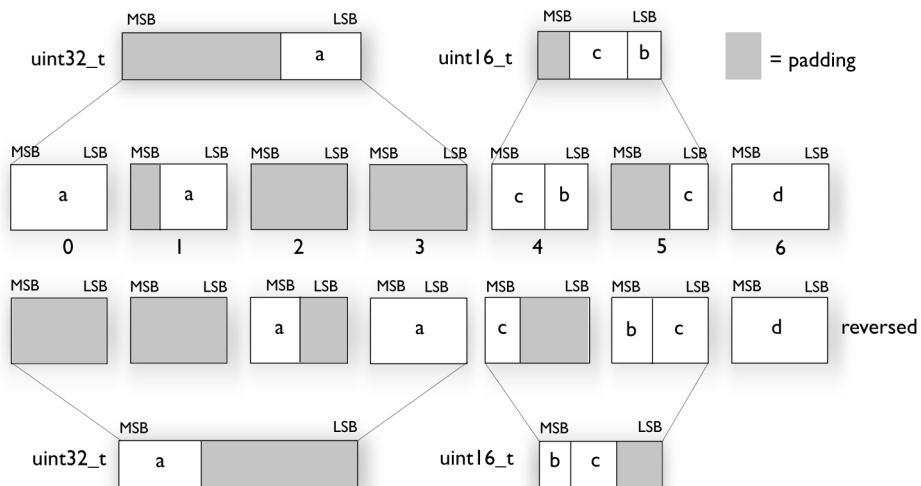 MSB LSB MSB LSB
uint32_t a uint16_t c b = padding
MSB LSB MSB LSB MSB LSB MSB LSB MSB LSB MSB LSB MSB LSB
a a c b c d
0 1 2 3 4 5 6
MSB LSB MSB LSB MSB LSB MSB LSB MSB LSB MSB LSB MSB LSB
a a c b c d reversed
MSB LSB MSB LSB
uint32_t a uint16_t b c